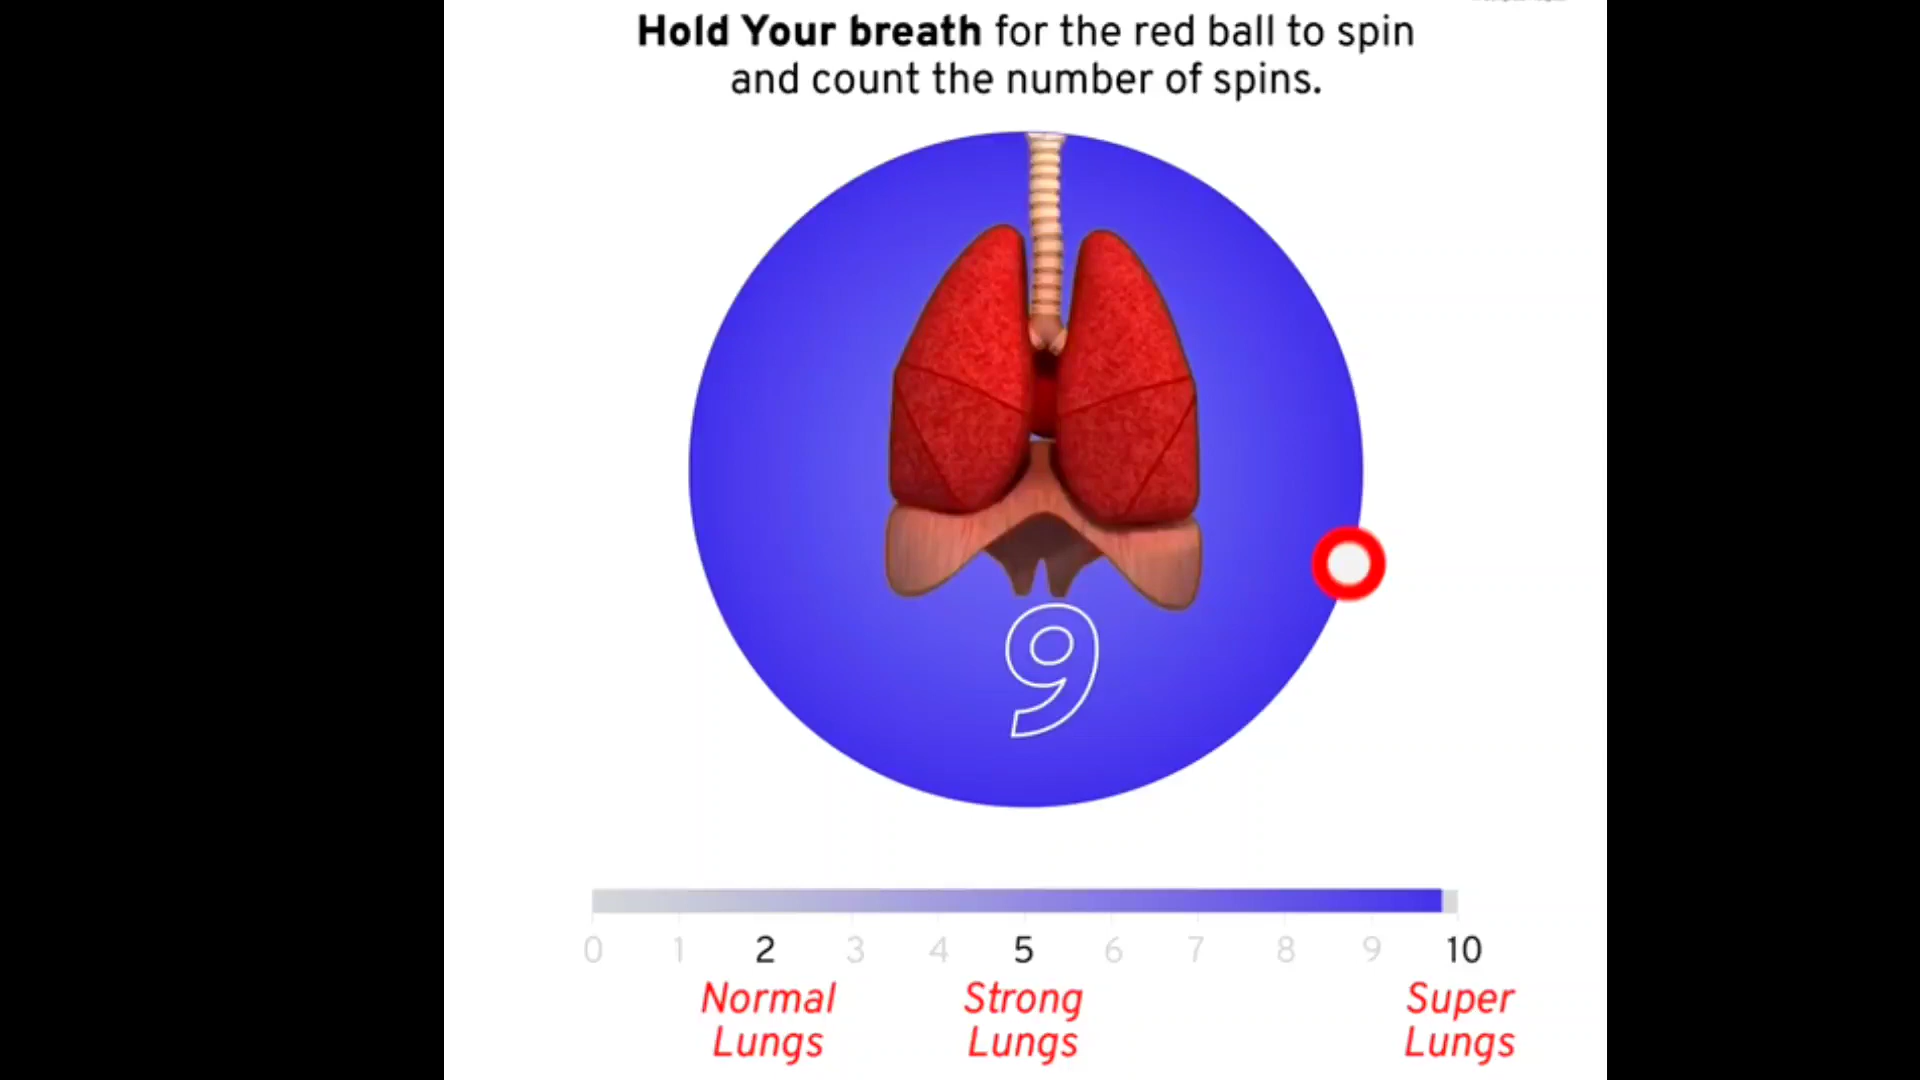 Hold Your breath for the red ball to spin
and count the number of spins.
9
0 1 2 3 4 5 6 7 8 9 10
Normal Strong Super
Lungs Lungs Lungs